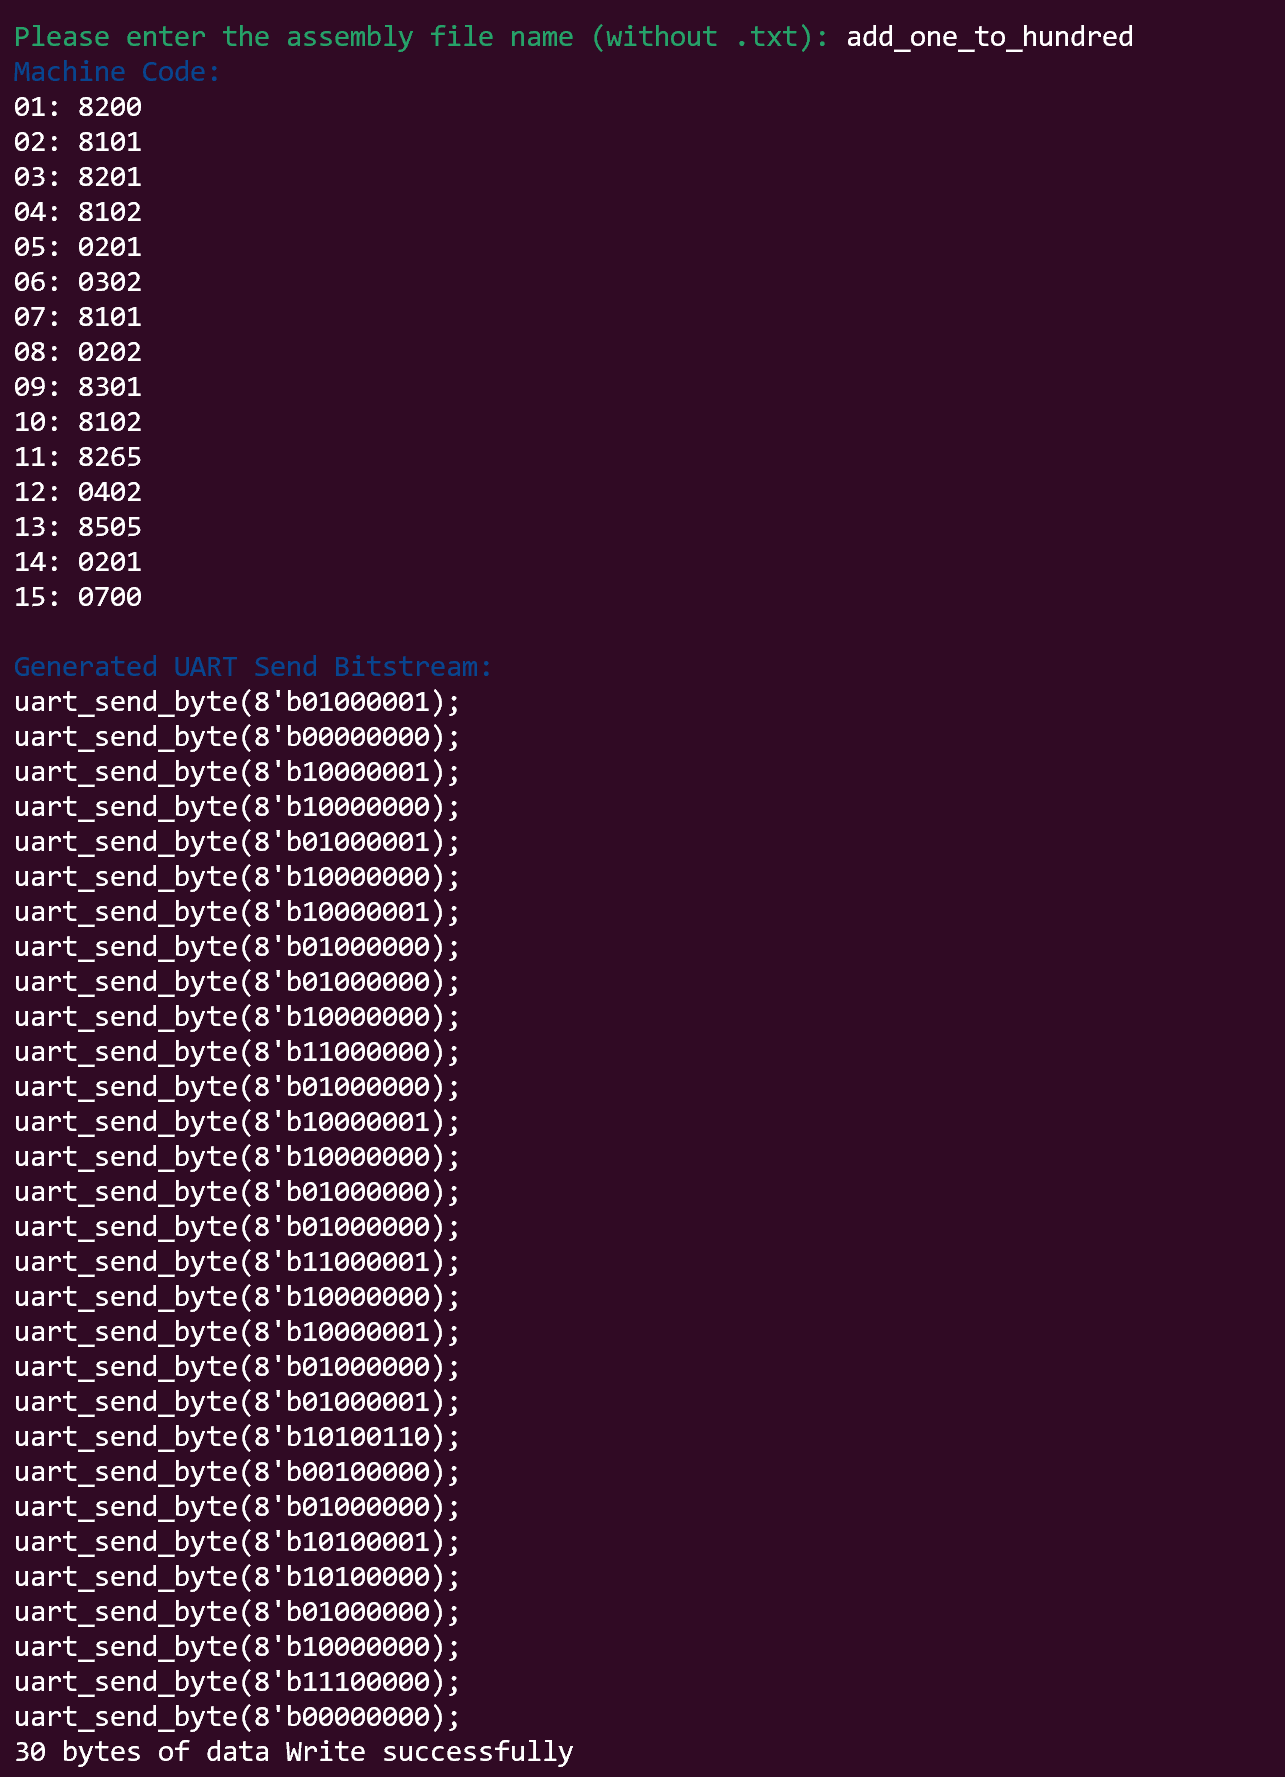 Please enter the assembly file name (without .txt): add_one_to_hundred
Machine Code:
01: 8200
02: 8101
03: 8201
04: 8102
05: 0201
06: 0302
07: 8101
08: 0202
09: 8301
10: 8102
11: 8265
12: 0402
13: 8505
14: 0201
15: 0700
Generated UART Send Bitstream:
uart_send_byte(8'b01000001);
uart_send_byte(8'b00000000);
uart_send_byte(8'b10000001);
uart_send_byte(8'b10000000);
uart_send_byte(8'b01000001);
uart_send_byte(8'b10000000);
uart_send_byte(8'b10000001);
uart_send_byte(8'b01000000);
uart_send_byte(8'b01000000);
uart_send_byte(8'b10000000);
uart_send_byte(8'b11000000);
uart_send_byte(8'b01000000);
uart_send_byte(8'b10000001);
uart_send_byte(8'b10000000);
uart_send_byte(8'b01000000);
uart_send_byte(8'b01000000);
uart_send_byte(8'b11000001);
uart_send_byte(8'b10000000);
uart_send_byte(8'b10000001);
uart_send_byte(8'b01000000);
uart_send_byte(8'b01000001);
uart_send_byte(8'b10100110);
uart_send_byte(8'b00100000);
uart_send_byte(8'b01000000);
uart_send_byte(8'b10100001);
uart_send_byte(8'b10100000);
uart_send_byte(8'b01000000);
uart_send_byte(8'b10000000);
uart_send_byte(8'b11100000);
uart_send_byte(8'b00000000);
30 bytes of data Write successfully